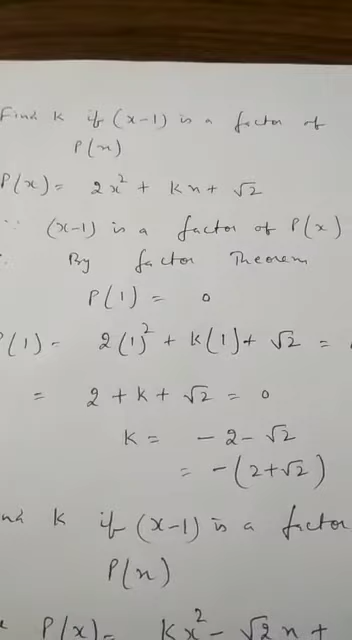 Find K if (x-1) is a factor of
P(x)
P(x) = 2x² + Kx + √2
∵ (x-1) is a factor of P(x)
∴ By factor Theorem
P(1) = 0
P(1) = 2(1)² + K(1) + √2 =
= 2 + K + √2 = 0
K = -2-√2
= -(2+√2)
nd K if (x-1) is a factor
P(x)
P(x) = Kx² - √2x +